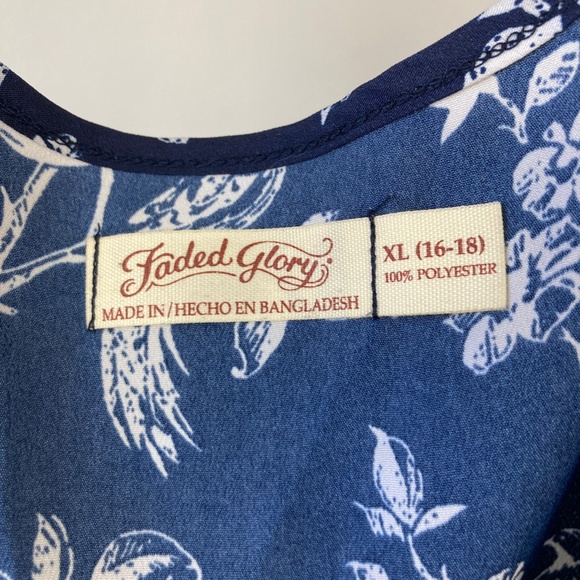 Faded Glory
MADE IN/HECHO EN BANGLADESH
XL (16-18)
100% POLYESTER